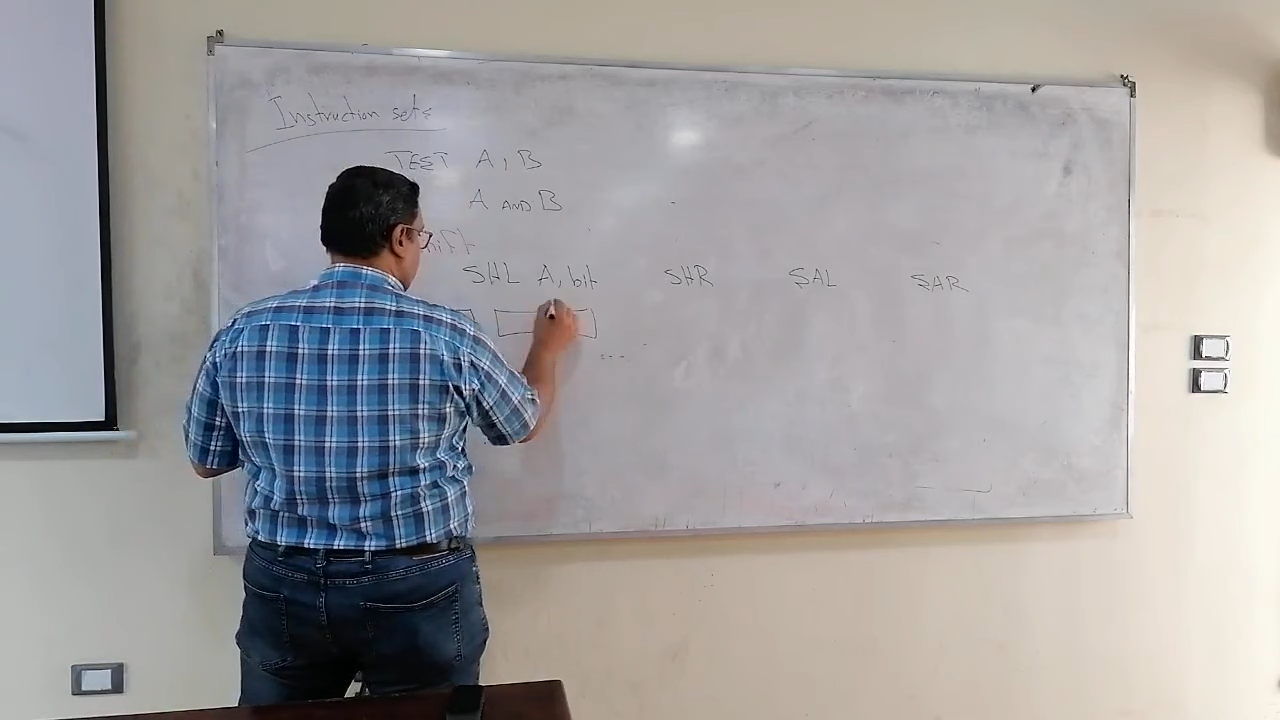 Instruction sets
TEST A, B
A AND B
SHL A, bit SHR SAL SAR